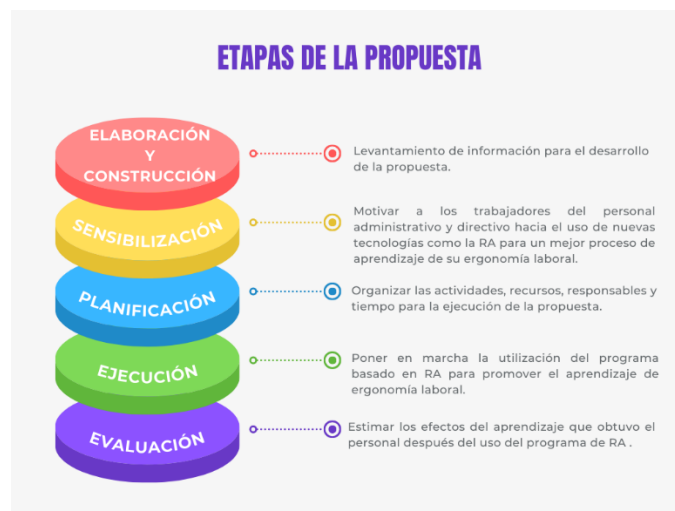 ETAPAS DE LA PROPUESTA
ELABORACIÓN
Y
CONSTRUCCIÓN
Levantamiento de información para el desarrollo
de la propuesta.
SENSIBILIZACIÓN
Motivar a los trabajadores del personal
administrativo y directivo hacia el uso de nuevas
tecnologías como la RA para un mejor proceso de
aprendizaje de su ergonomía laboral.
PLANIFICACIÓN
Organizar las actividades, recursos, responsables y
tiempo para la ejecución de la propuesta.
EJECUCIÓN
Poner en marcha la utilización del programa
basado en RA para promover el aprendizaje de
ergonomía laboral.
EVALUACIÓN
Estimar los efectos del aprendizaje que obtuvo el
personal después del uso del programa de RA .